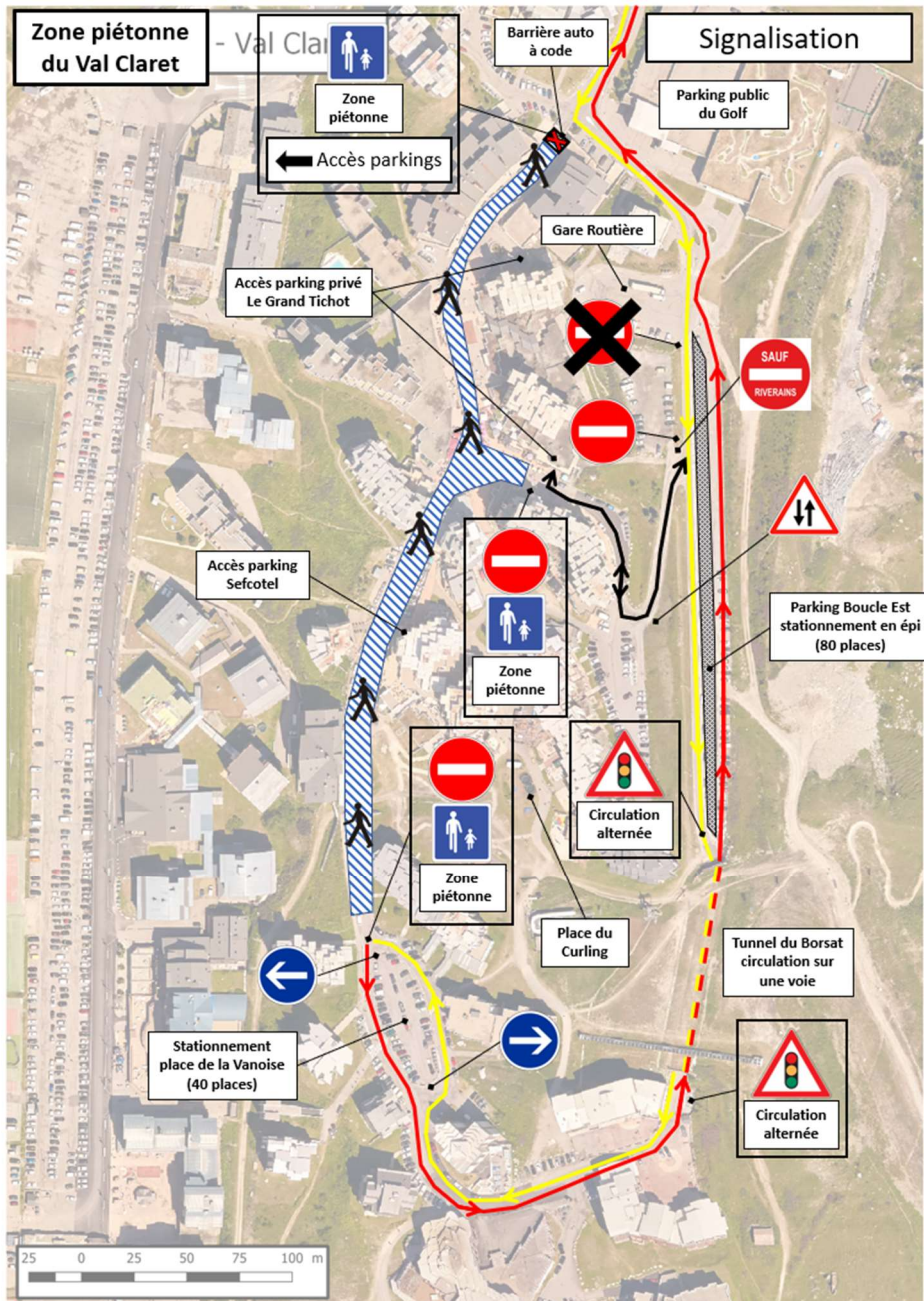 Zone piétonne
du Val Claret
- Val Clar
Signalisation
Barrière auto
à code
Zone
piétonne
Accès parkings
Parking public
du Golf
Gare Routière
Accès parking privé
Le Grand Tichot
SAUF
RIVERAINS
Accès parking
Sefcotel
Zone
piétonne
Parking Boucle Est
stationnement en épi
(80 places)
Circulation
alternée
Zone
piétonne
Place du
Curling
Tunnel du Borsat
circulation sur
une voie
Stationnement
place de la Vanoise
(40 places)
Circulation
alternée
25 0 25 50 75 100 m